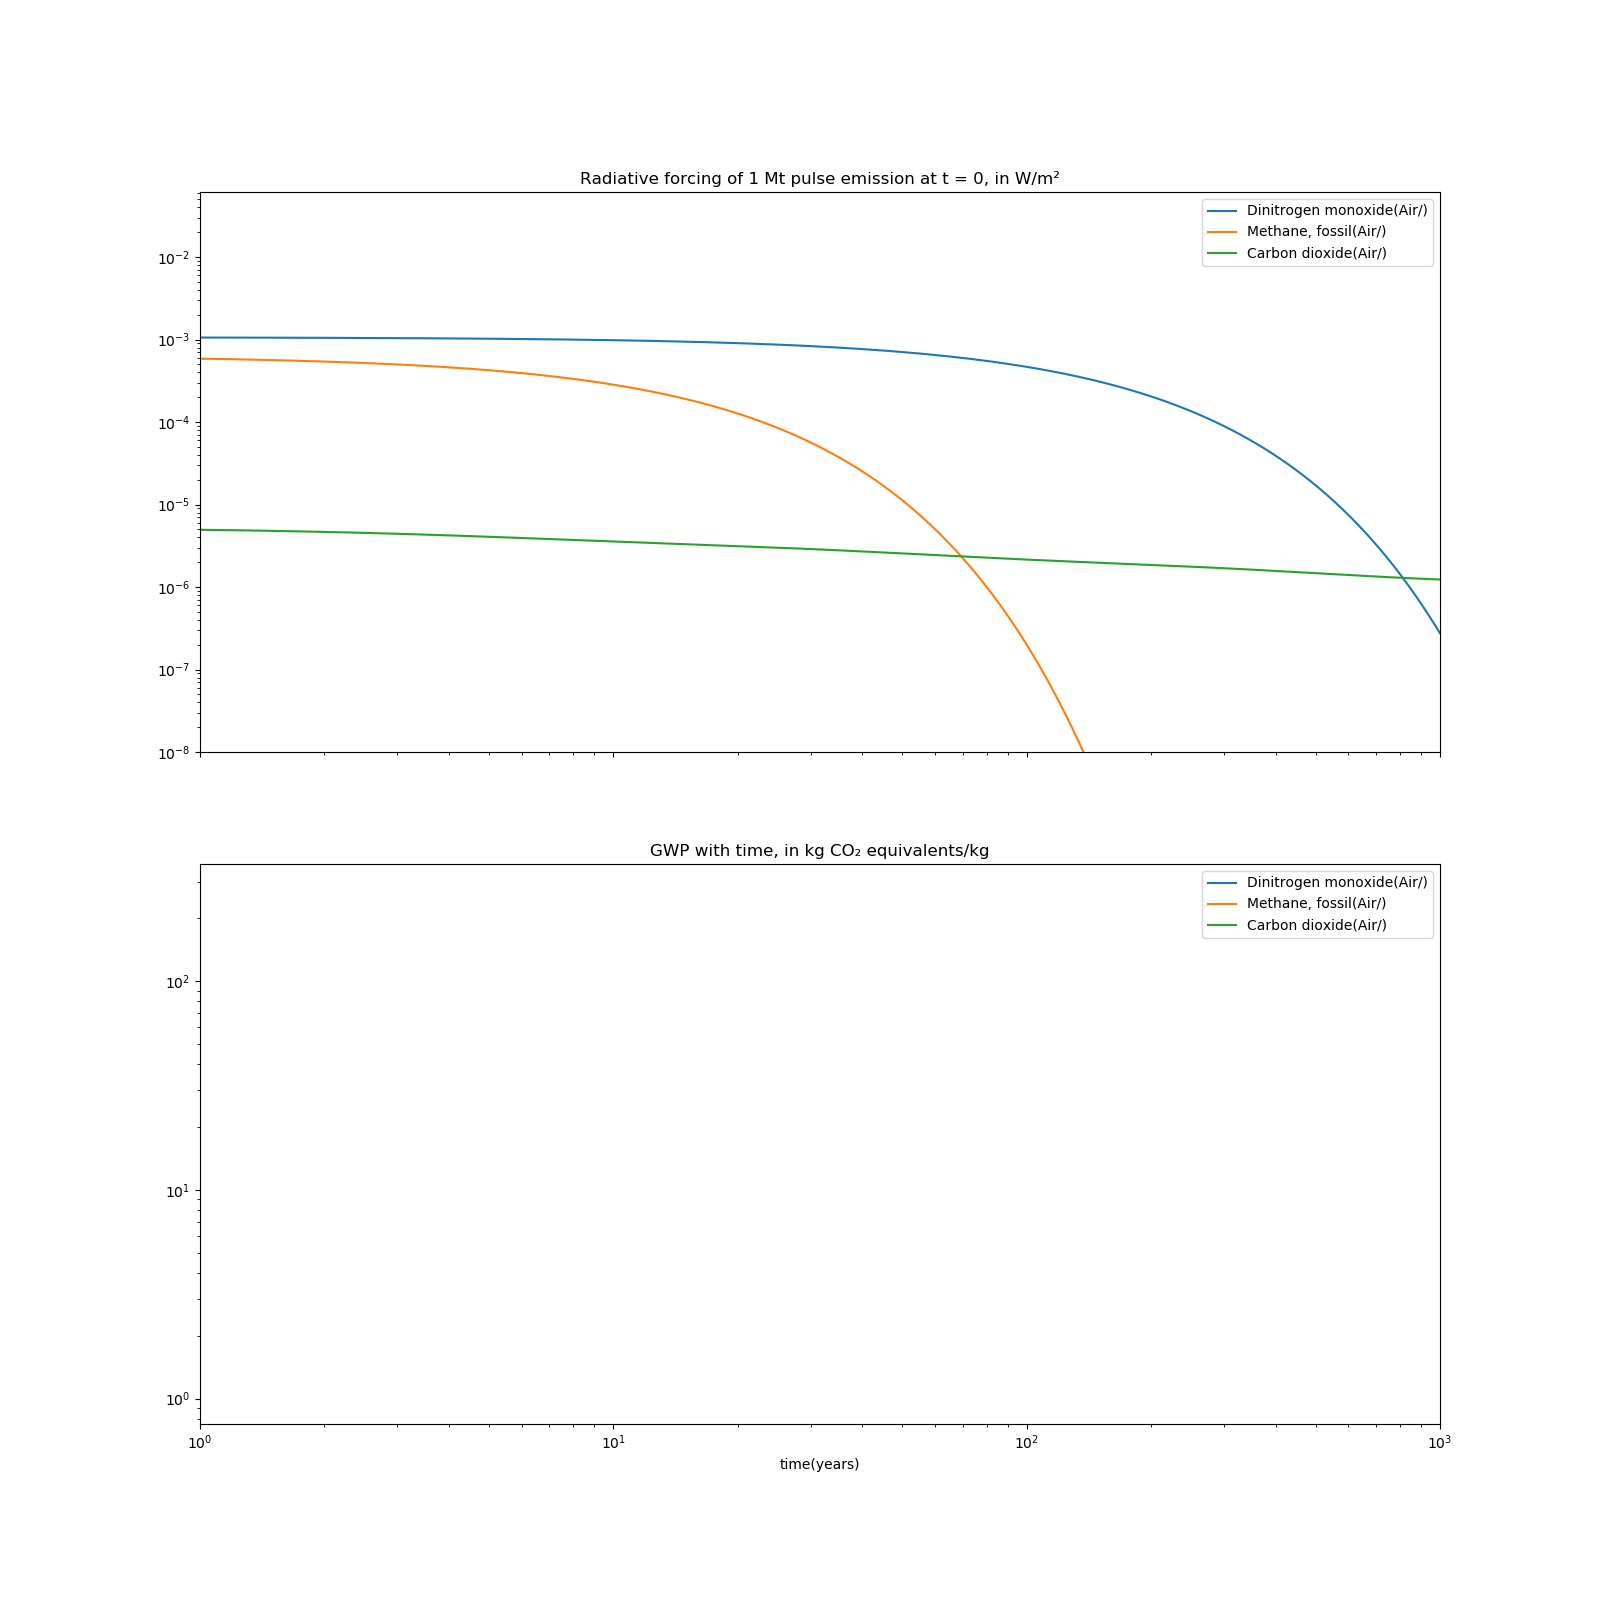 Radiative forcing of 1 Mt pulse emission at t = 0, in W/m²
Dinitrogen monoxide(Air/)
Methane, fossil(Air/)
Carbon dioxide(Air/)
10⁻²
10⁻³
10⁻⁴
10⁻⁵
10⁻⁶
10⁻⁷
10⁻⁸
GWP with time, in kg CO₂ equivalents/kg
Dinitrogen monoxide(Air/)
Methane, fossil(Air/)
Carbon dioxide(Air/)
10²
10¹
10⁰
10⁰ 10¹ 10² 10³
time(years)